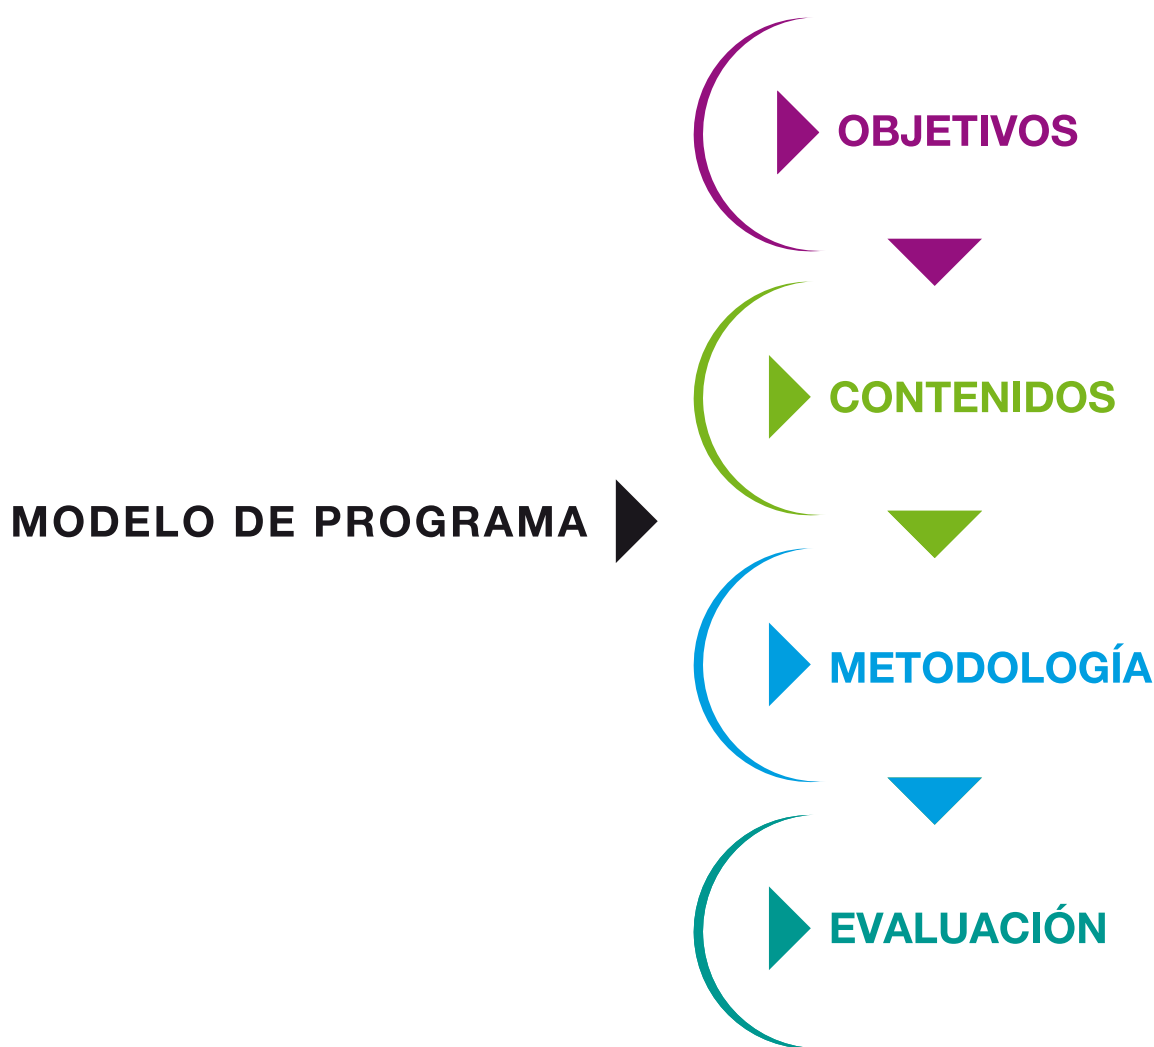 MODELO DE PROGRAMA
OBJETIVOS
CONTENIDOS
METODOLOGÍA
EVALUACIÓN